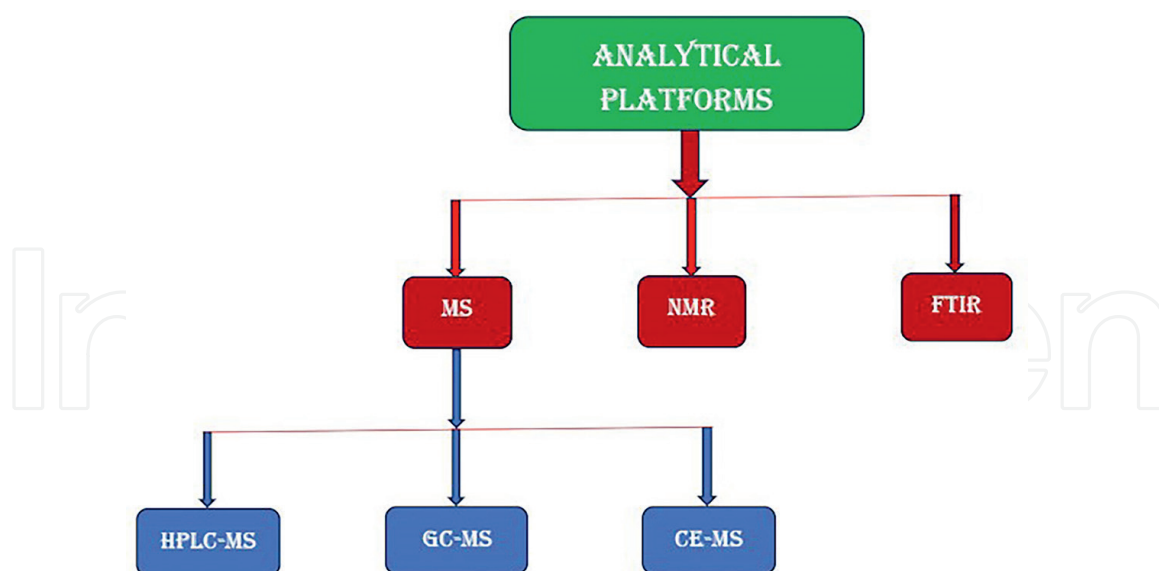 ANALYTICAL
PLATFORMS
MS
NMR
FTIR
HPLC-MS
GC-MS
CE-MS